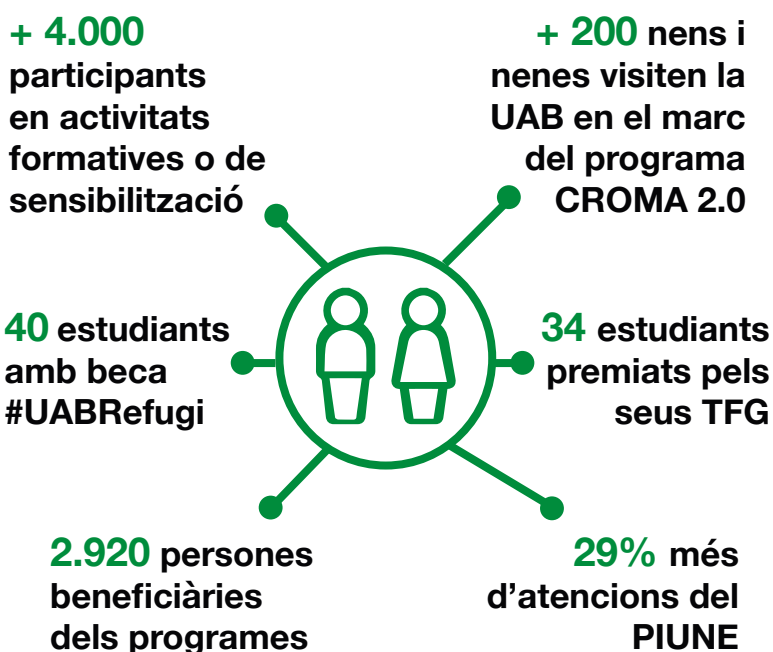 + 4.000
participants
en activitats
formatives o de
sensibilització
+ 200 nens i
nenes visiten la
UAB en el marc
del programa
CROMA 2.0
40 estudiants
amb beca
#UABRefugi
34 estudiants
premiats pels
seus TFG
2.920 persones
beneficiàries
dels programes
29% més
d’atencions del
PIUNE